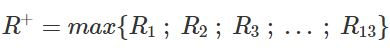 R⁺ = max{R₁ ; R₂ ; R₃ ; … ; R₁₃}